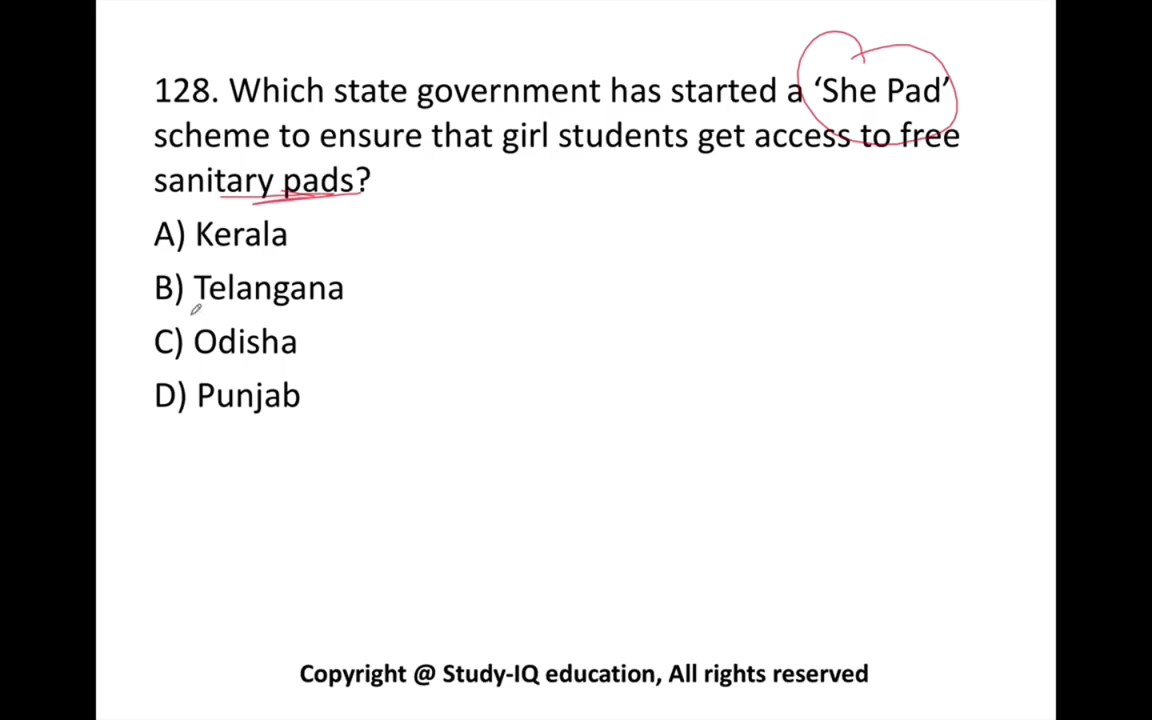 128. Which state government has started a ‘She Pad’
scheme to ensure that girl students get access to free
sanitary pads?
A) Kerala
B) Telangana
C) Odisha
D) Punjab
Copyright @ Study-IQ education, All rights reserved